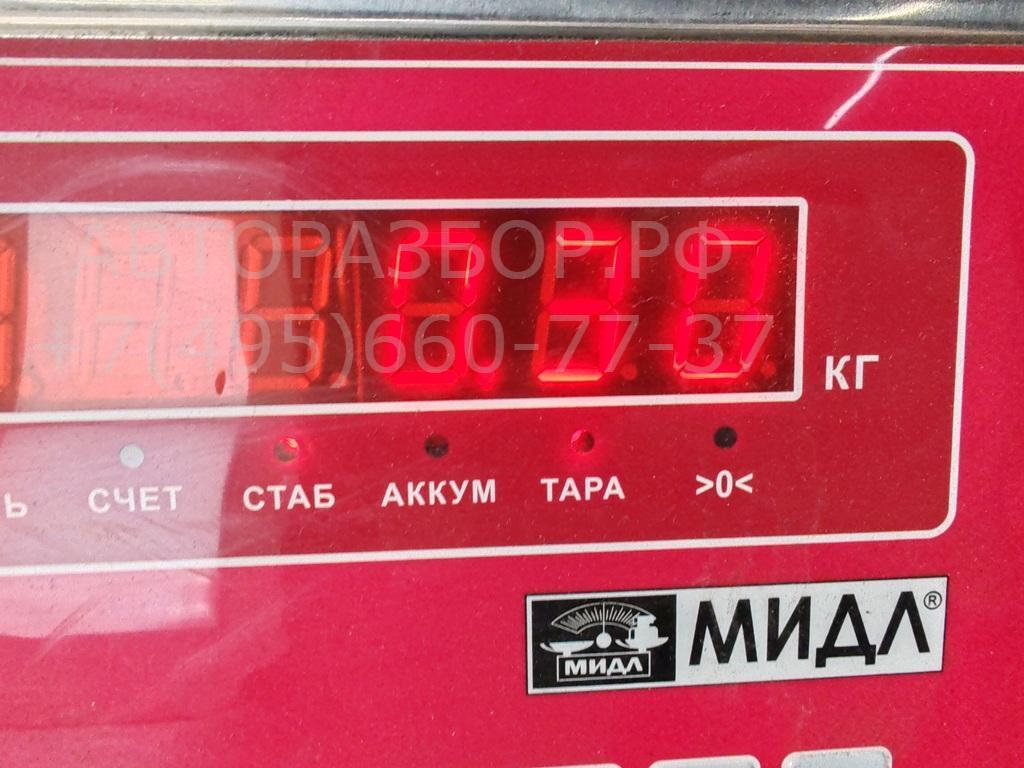 АВТОРАЗБОР.РФ
+7(495)660-77-37
КГ
Ь СЧЕТ СТАБ АККУМ ТАРА >0<
МИДЛ МИДЛ®